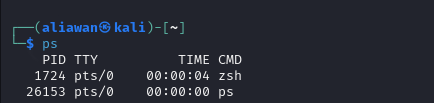 ┌──(aliawan㉿kali)-[~]
└─$ ps
    PID TTY          TIME CMD
   1724 pts/0    00:00:04 zsh
  26153 pts/0    00:00:00 ps